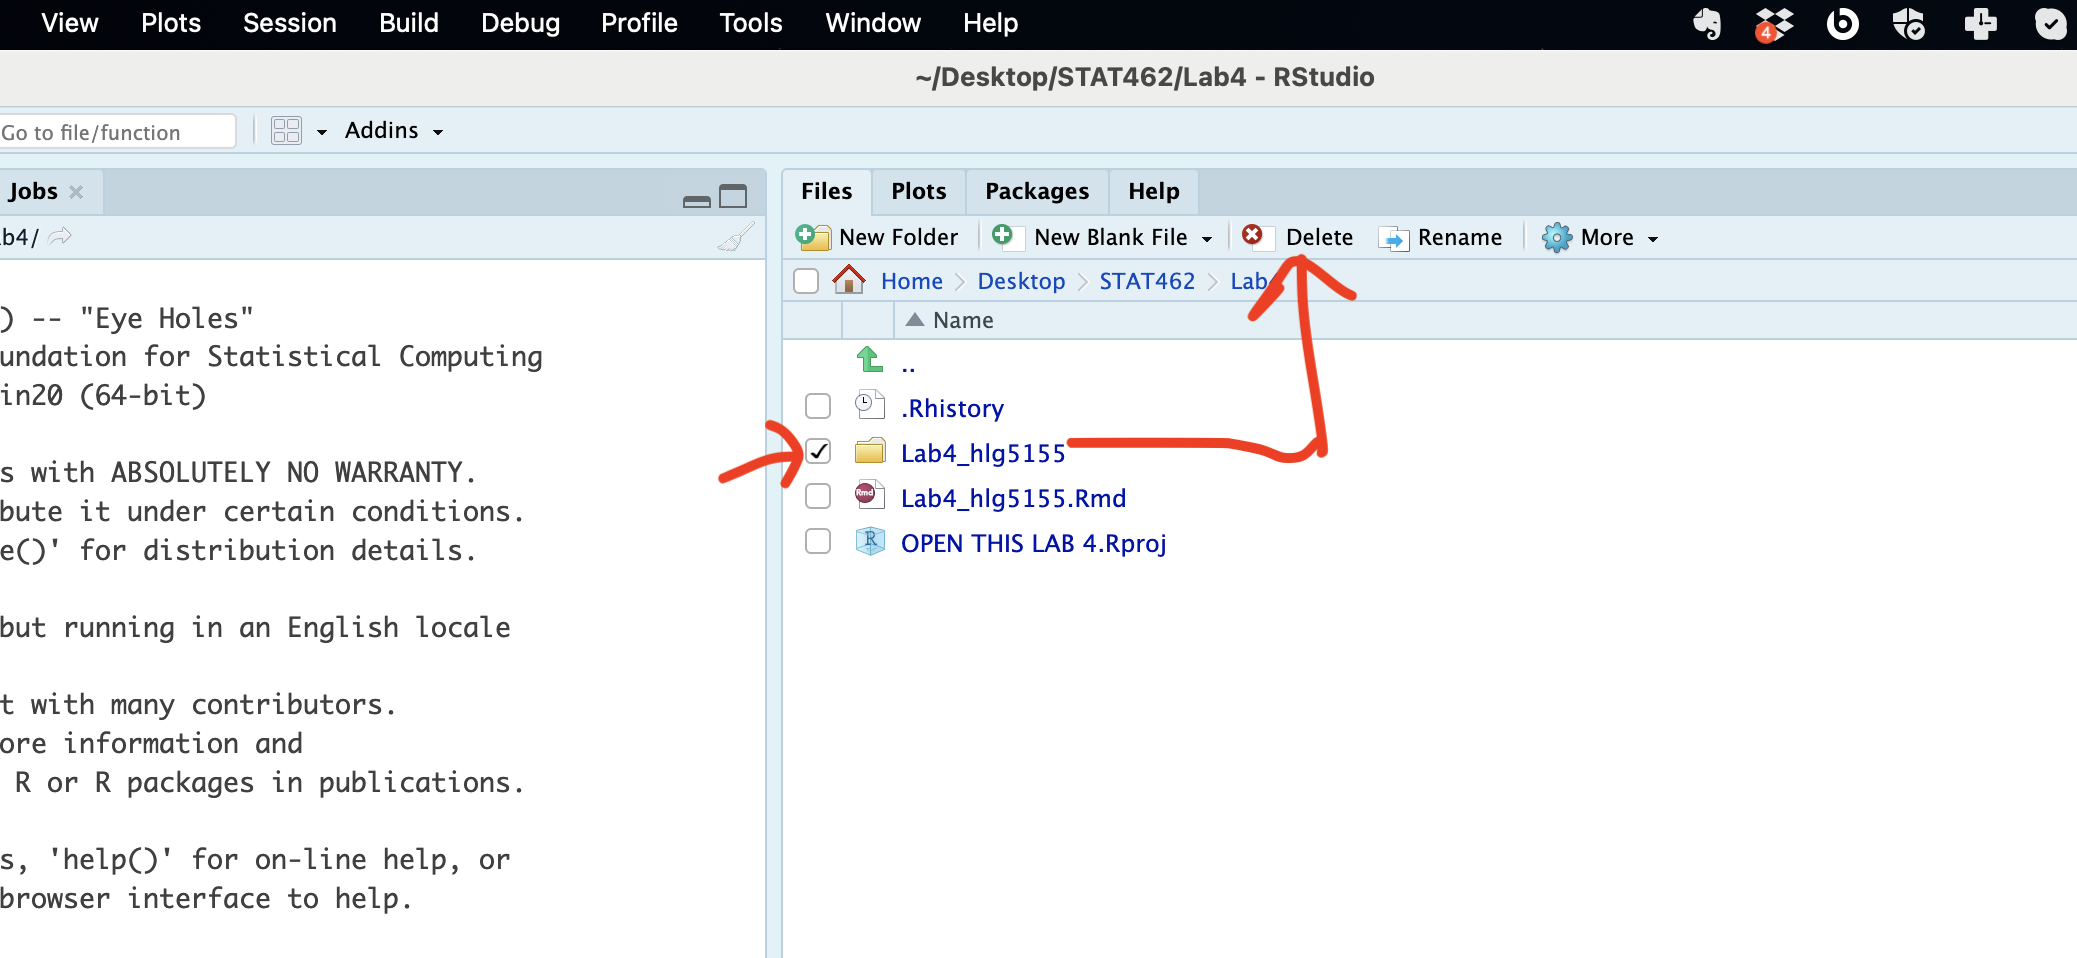 View Plots Session Build Debug Profile Tools Window Help
4
~/Desktop/STAT462/Lab4 - RStudio
Go to file/function
Addins
Jobs
ab4/
) -- "Eye Holes"
undation for Statistical Computing
in20 (64-bit)
s with ABSOLUTELY NO WARRANTY.
bute it under certain conditions.
e()' for distribution details.
but running in an English locale
t with many contributors.
ore information and
R or R packages in publications.
s, 'help()' for on-line help, or
browser interface to help.
Files Plots Packages Help
New Folder New Blank File Delete Rename More
Home Desktop STAT462 Lab4
Name
..
.Rhistory
Lab4_hlg5155
Rmd Lab4_hlg5155.Rmd
R OPEN THIS LAB 4.Rproj